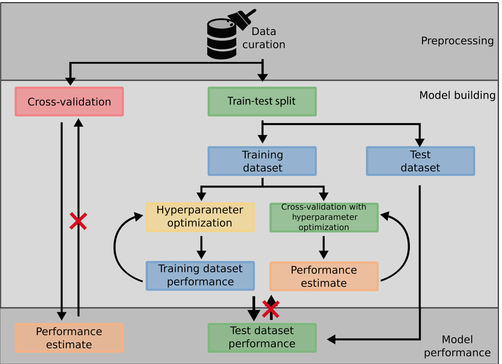 Data
curation
Preprocessing
Model building
Cross-validation
Train-test split
Training
dataset
Test
dataset
Hyperparameter
optimization
Cross-validation with
hyperparameter
optimization
Training dataset
performance
Performance
estimate
Performance
estimate
Test dataset
performance
Model
performance